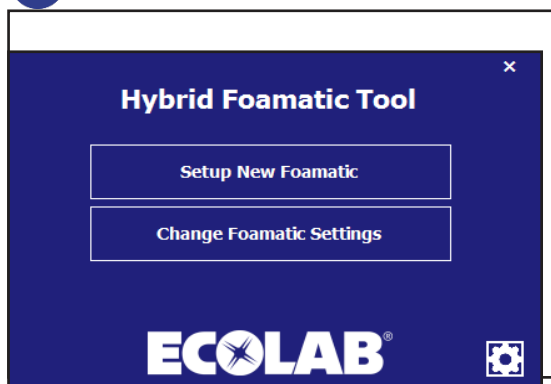 ×
Hybrid Foamatic Tool
Setup New Foamatic
Change Foamatic Settings
ECOLAB®